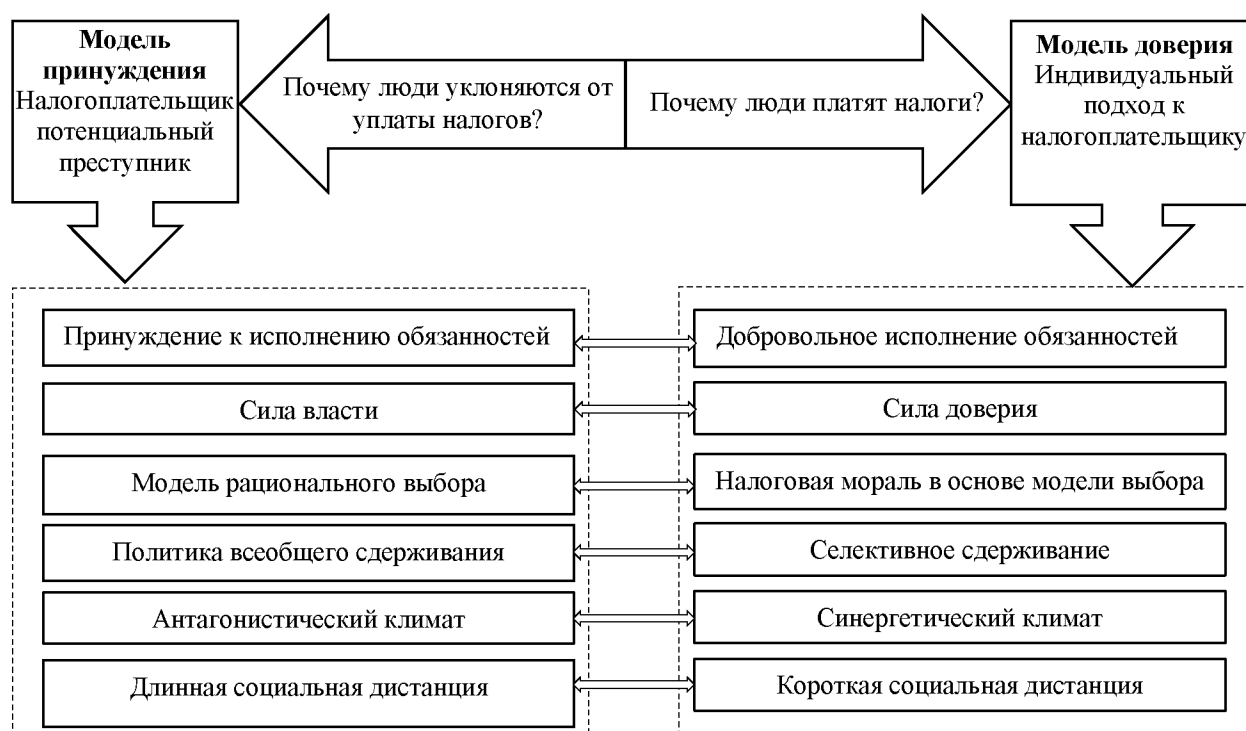 Модель
принуждения
Налогоплательщик
потенциальный
преступник
Почему люди уклоняются от
уплаты налогов?
Почему люди платят налоги?
Модель доверия
Индивидуальный
подход к
налогоплательщику
Принуждение к исполнению обязанностей
Добровольное исполнение обязанностей
Сила власти
Сила доверия
Модель рационального выбора
Налоговая мораль в основе модели выбора
Политика всеобщего сдерживания
Селективное сдерживание
Антагонистический климат
Синергетический климат
Длинная социальная дистанция
Короткая социальная дистанция